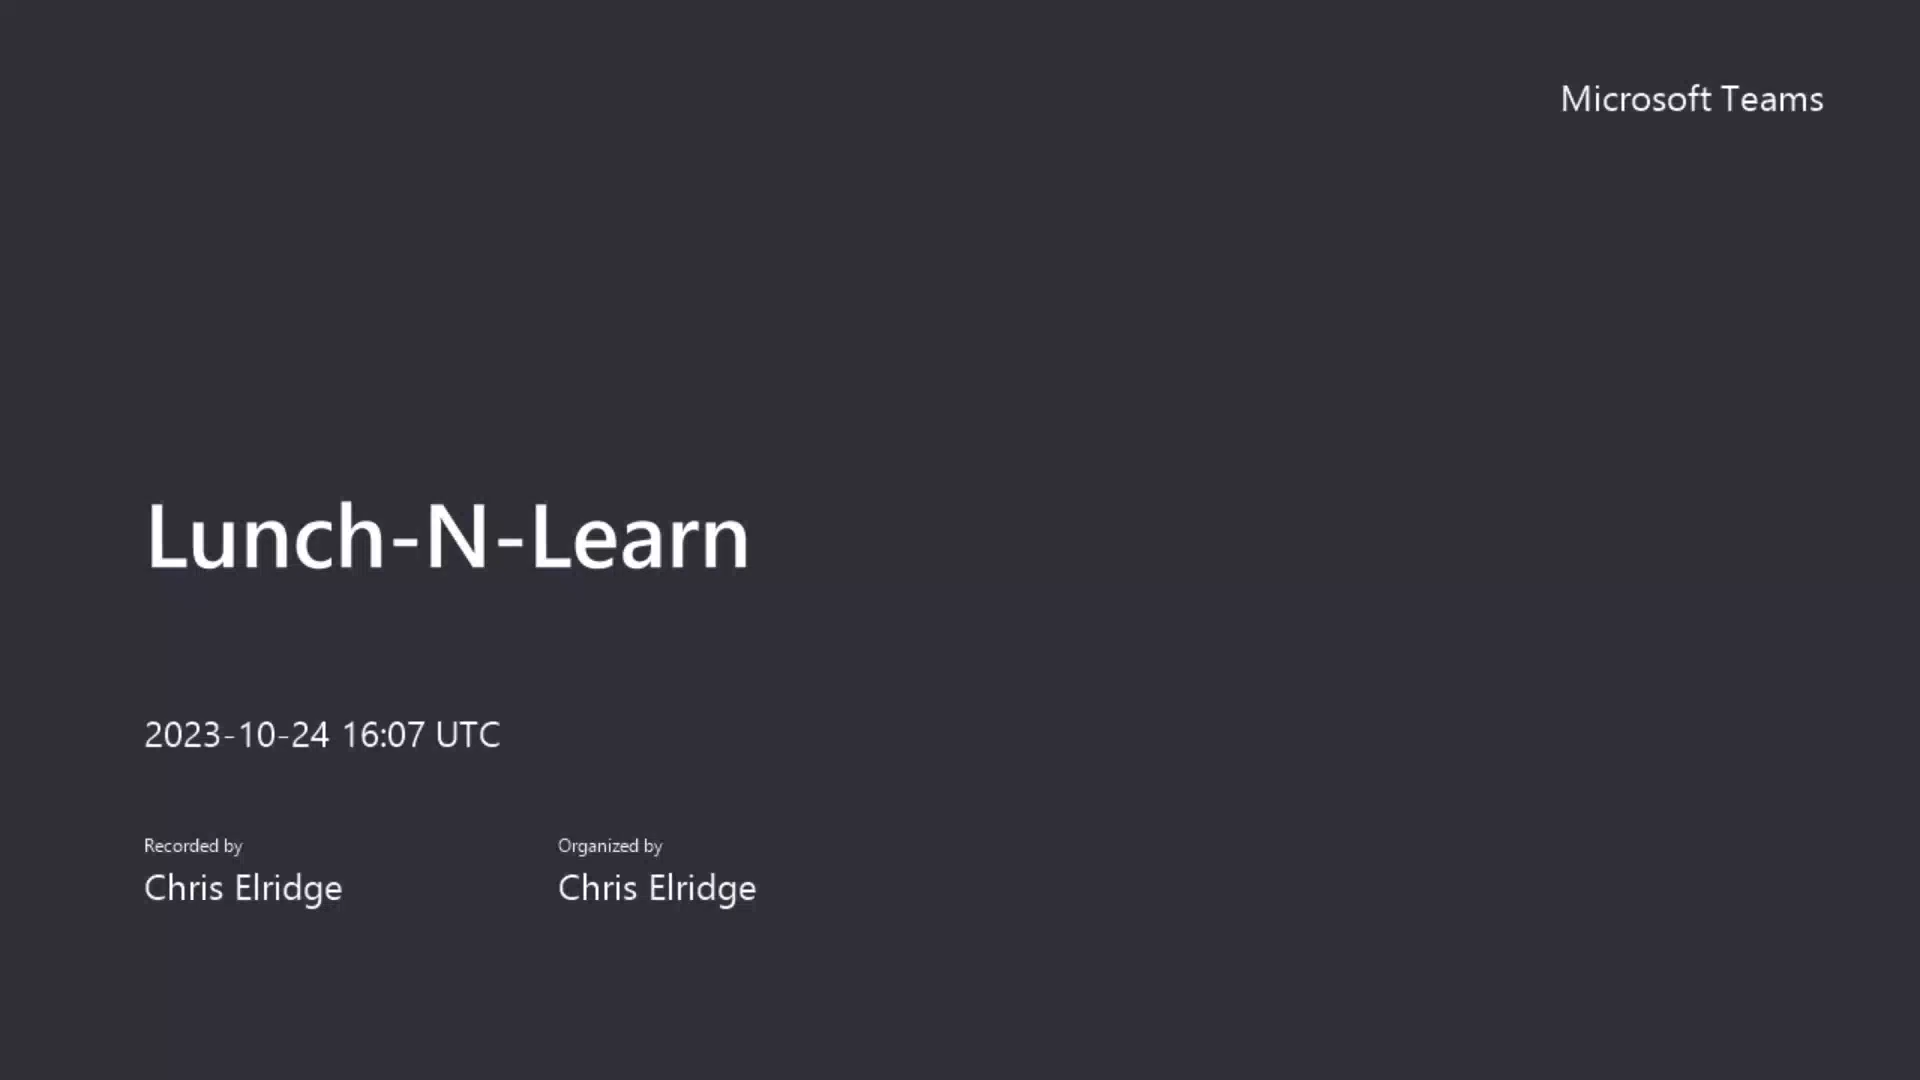 Microsoft Teams
Lunch-N-Learn
2023-10-24 16:07 UTC
Recorded by
Chris Elridge
Organized by
Chris Elridge